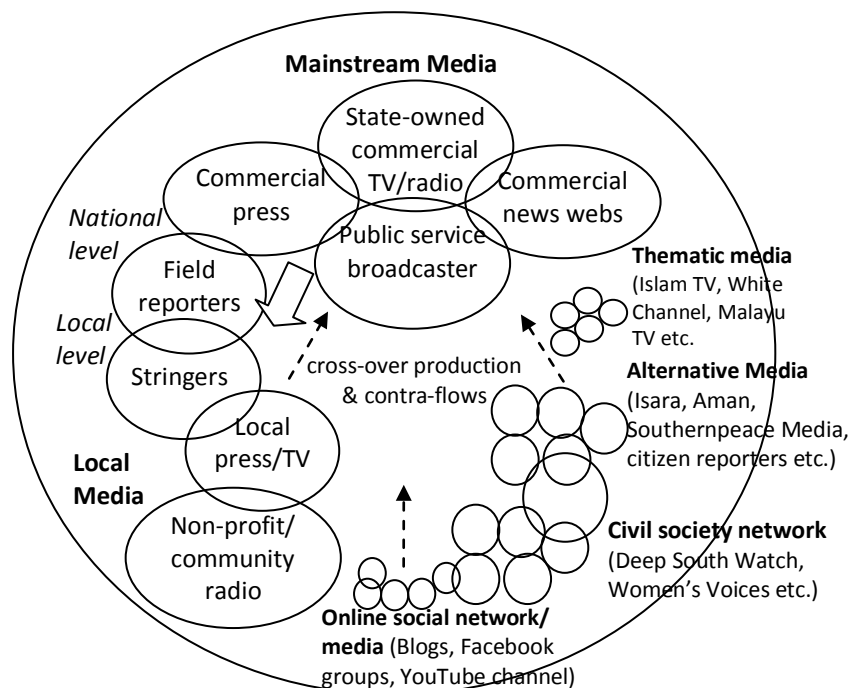 Mainstream Media
State-owned
commercial
TV/radio
Commercial
press
Commercial
news webs
Public service
broadcaster
National
level
Field
reporters
Local
level
Stringers
Thematic media
(Islam TV, White
Channel, Malayu
TV etc.
cross-over production
& contra-flows
Alternative Media
(Isara, Aman,
Southernpeace Media,
citizen reporters etc.)
Local
press/TV
Local
Media
Non-profit/
community
radio
Civil society network
(Deep South Watch,
Women's Voices etc.)
Online social network/
media (Blogs, Facebook
groups, YouTube channel)